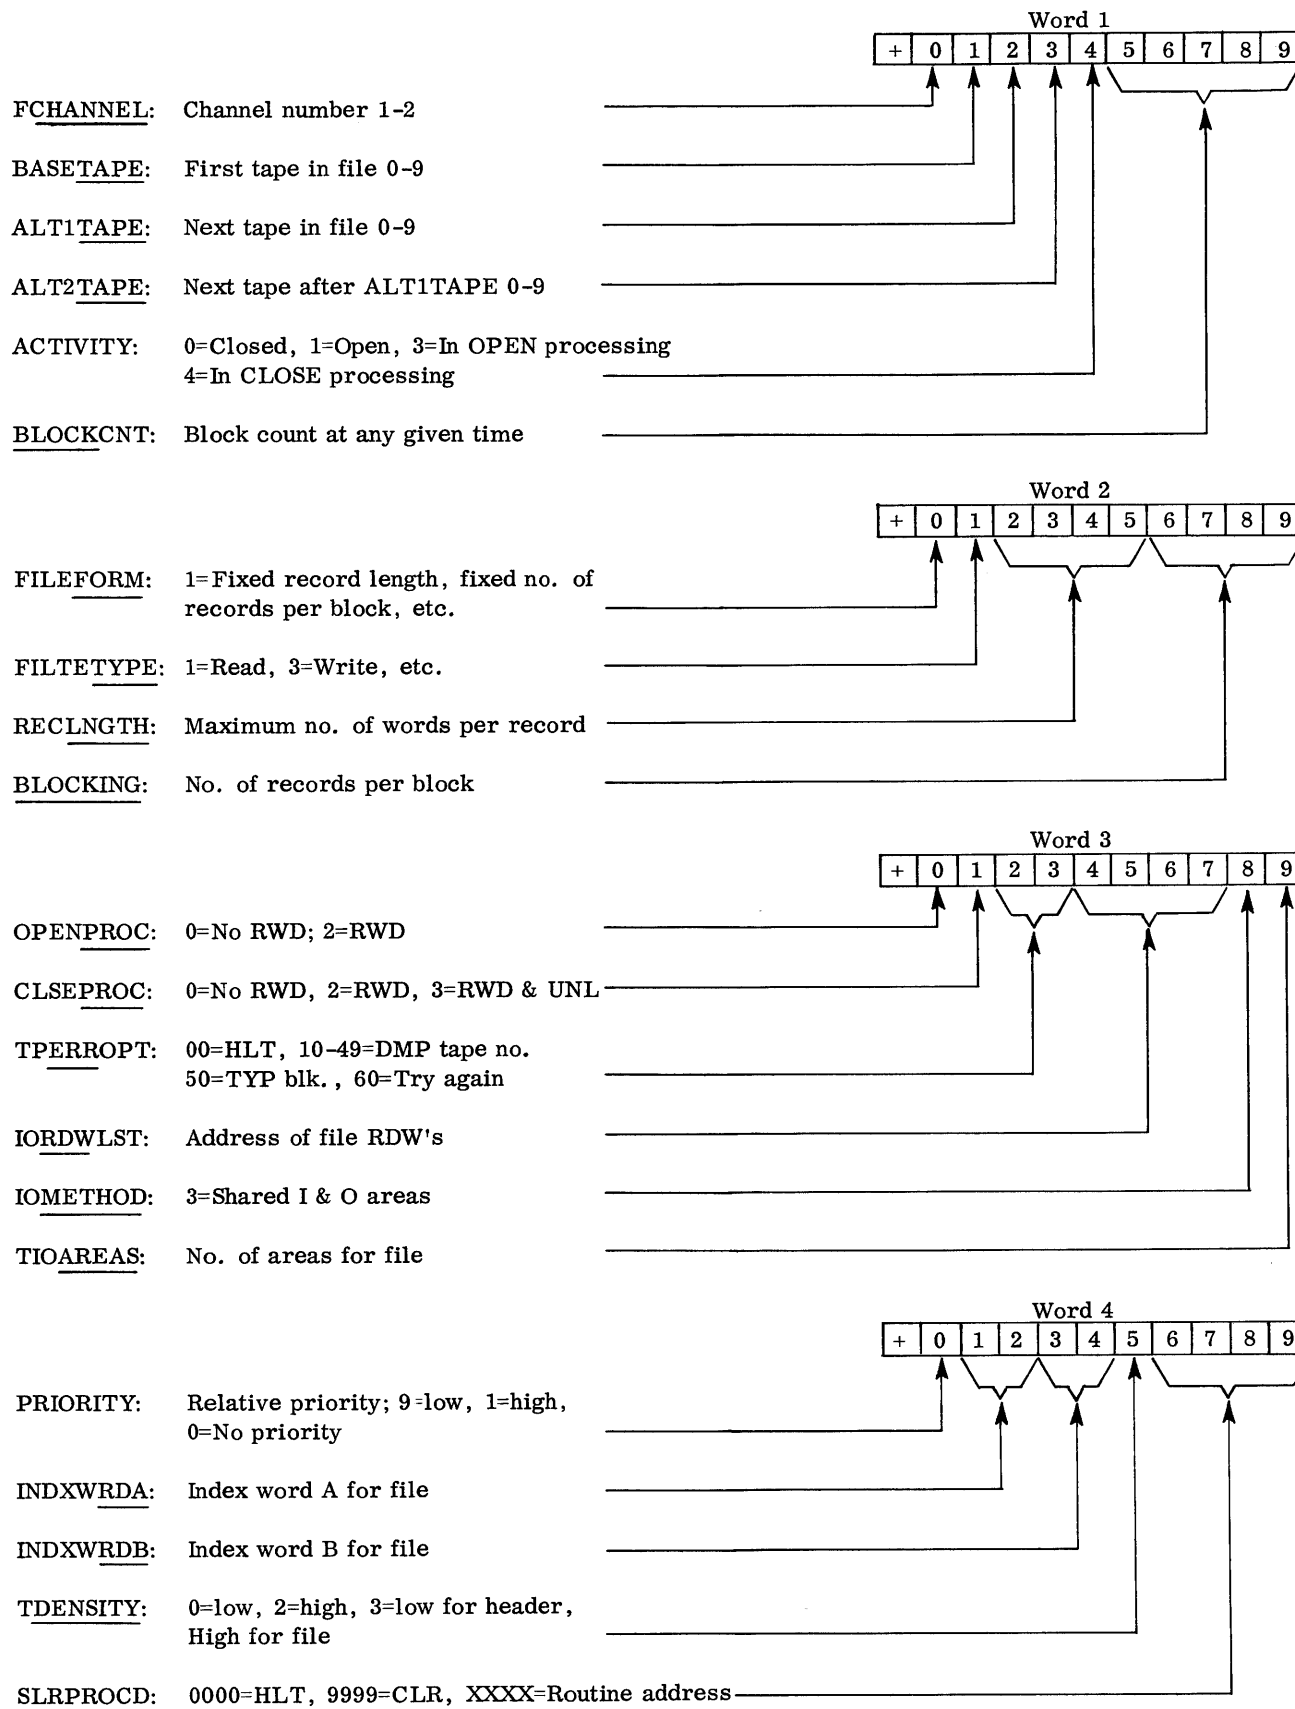 Word 1
+ 0 1 2 3 4 5 6 7 8 9
FCHANNEL: Channel number 1-2
BASETAPE: First tape in file 0-9
ALT1TAPE: Next tape in file 0-9
ALT2TAPE: Next tape after ALT1TAPE 0-9
ACTIVITY: 0=Closed, 1=Open, 3=In OPEN processing
4=In CLOSE processing
BLOCKCNT: Block count at any given time
Word 2
+ 0 1 2 3 4 5 6 7 8 9
FILEFORM: 1=Fixed record length, fixed no. of
records per block, etc.
FILTETYPE: 1=Read, 3=Write, etc.
RECLNGTH: Maximum no. of words per record
BLOCKING: No. of records per block
Word 3
+ 0 1 2 3 4 5 6 7 8 9
OPENPROC: 0=No RWD; 2=RWD
CLSEPROC: 0=No RWD, 2=RWD, 3=RWD & UNL
TPERROPT: 00=HLT, 10-49=DMP tape no.
50=TYP blk., 60=Try again
IORDWLST: Address of file RDW's
IOMETHOD: 3=Shared I & O areas
TIOAREAS: No. of areas for file
Word 4
+ 0 1 2 3 4 5 6 7 8 9
PRIORITY: Relative priority; 9=low, 1=high,
0=No priority
INDXWRDA: Index word A for file
INDXWRDB: Index word B for file
TDENSITY: 0=low, 2=high, 3=low for header,
High for file
SLRPROCD: 0000=HLT, 9999=CLR, XXXX=Routine address